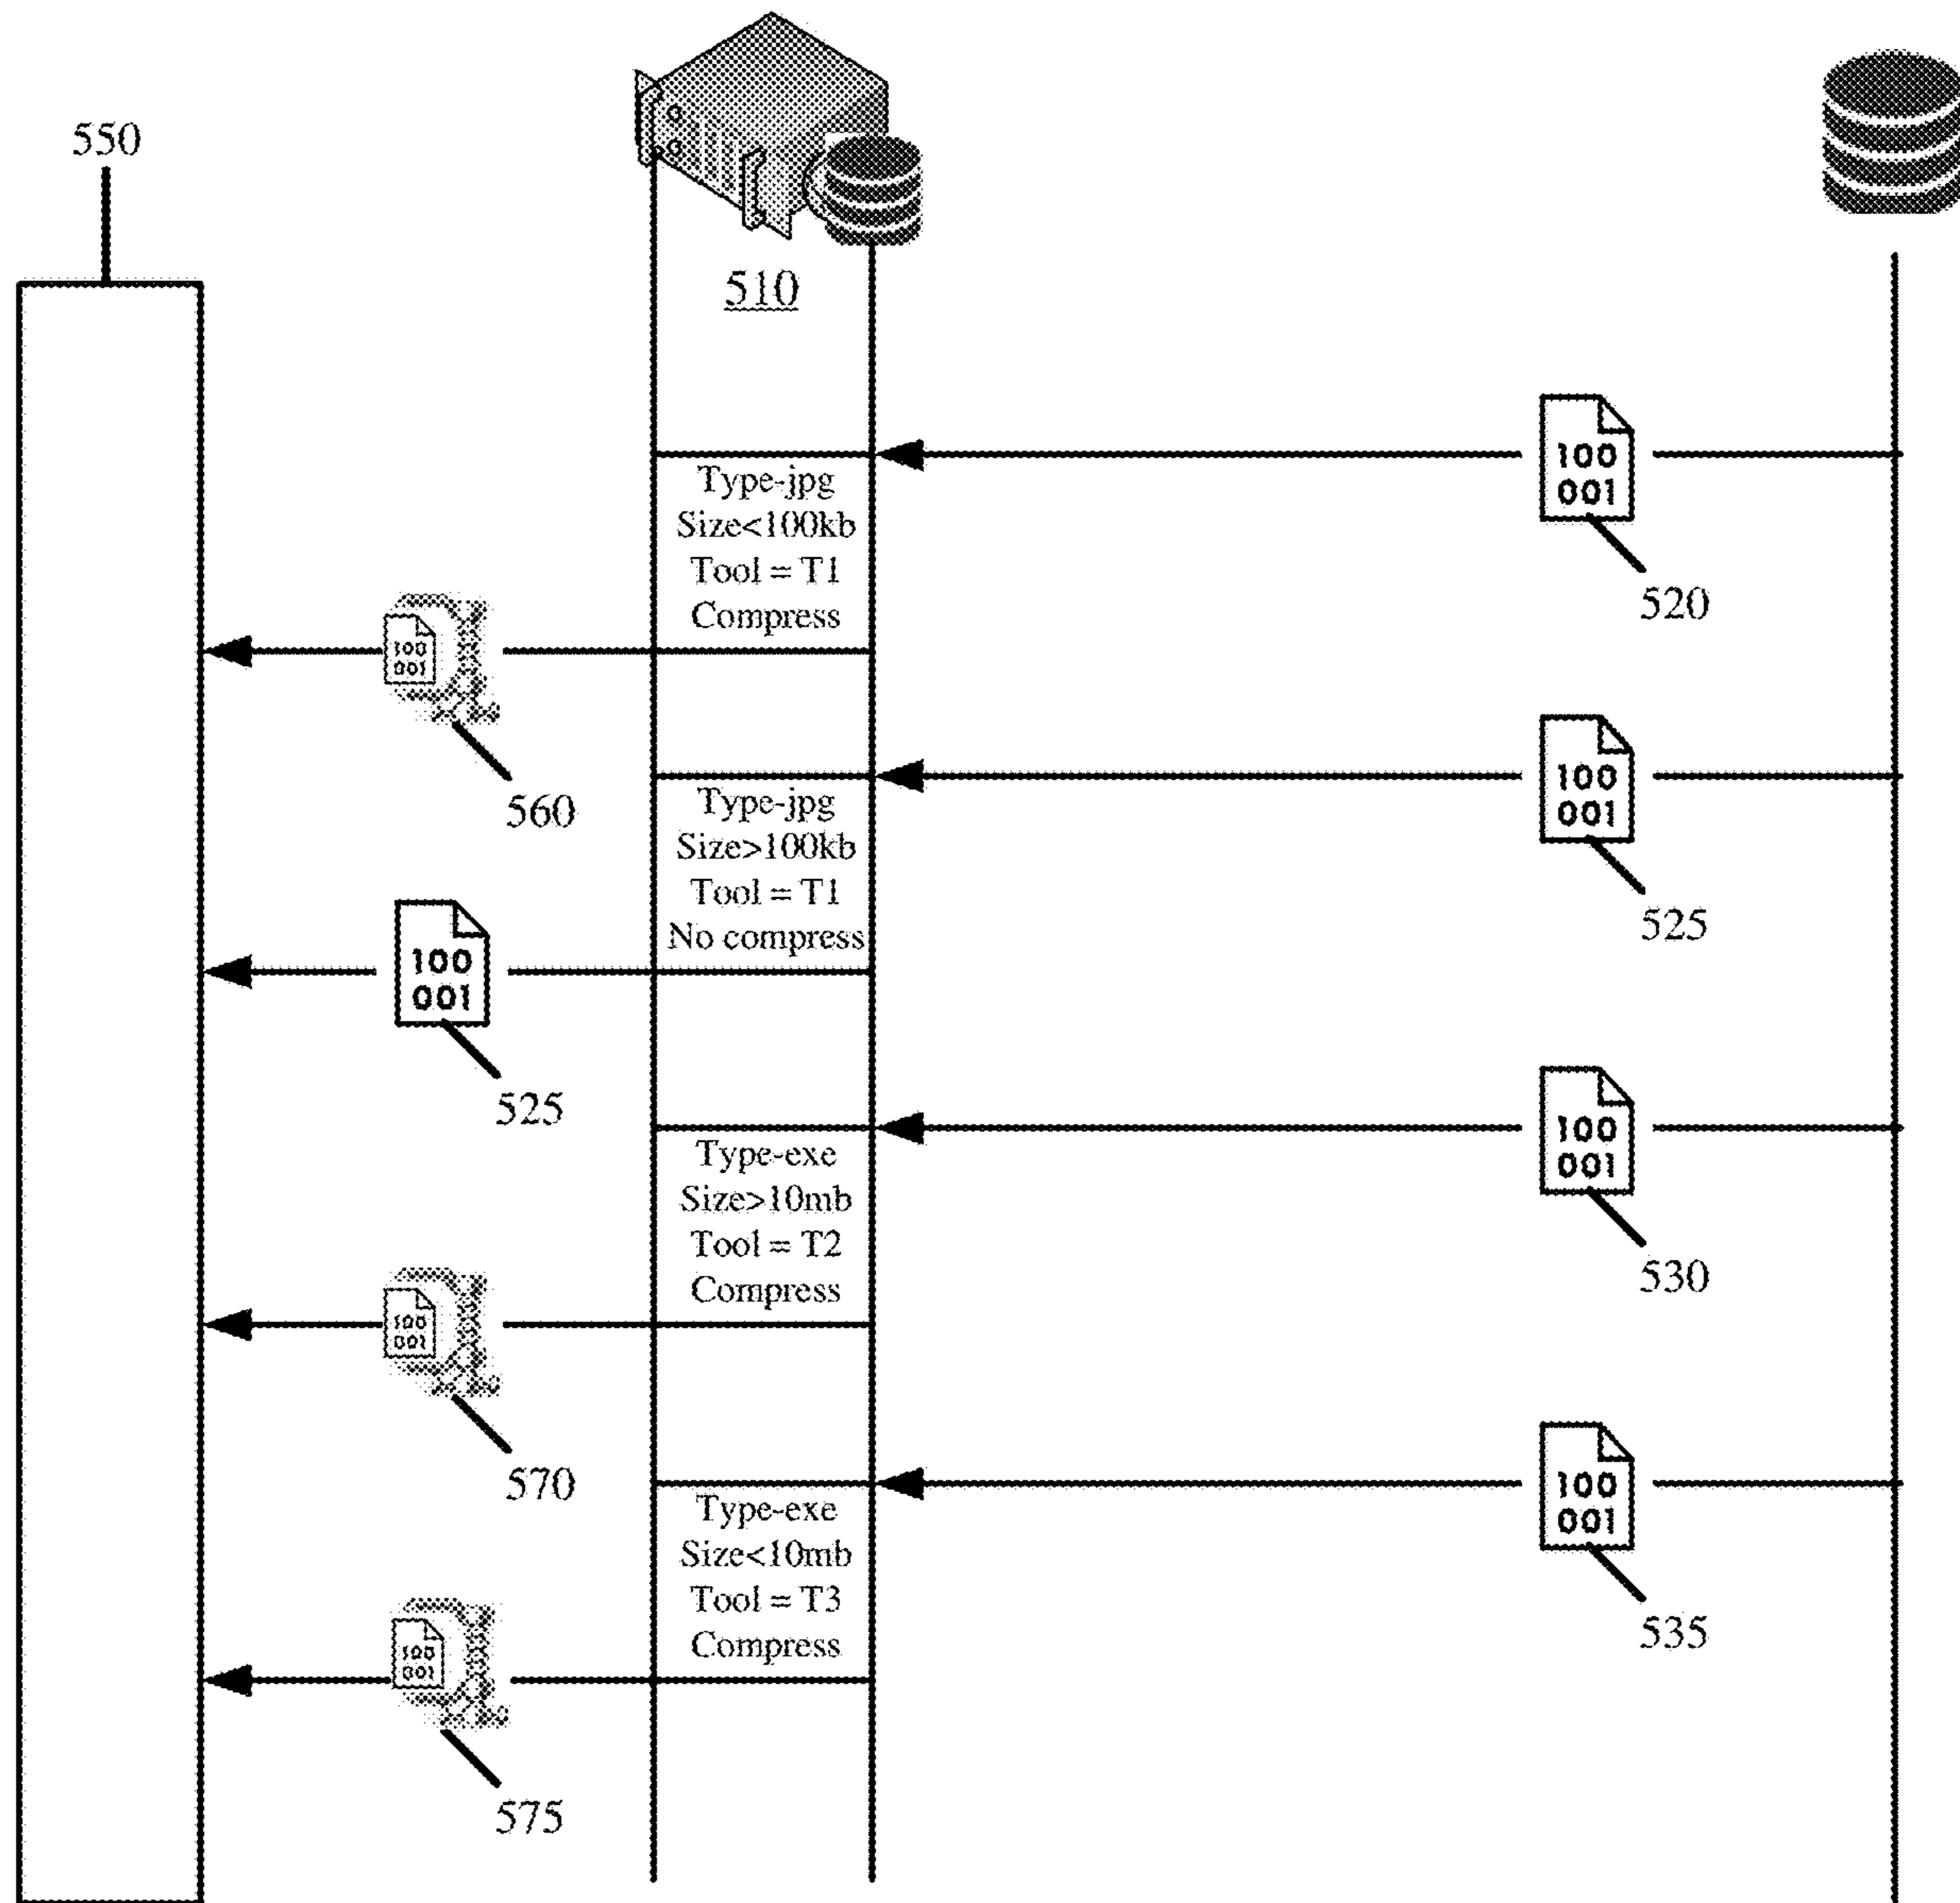 550
510
100
001
520
Type-jpg
Size<100kb
Tool = T1
Compress
100
001
560
100
001
525
Type-jpg
Size>100kb
Tool = T1
No compress
100
001
525
100
001
530
Type-exe
Size>10mb
Tool = T2
Compress
100
001
570
100
001
535
Type-exe
Size<10mb
Tool = T3
Compress
100
001
575